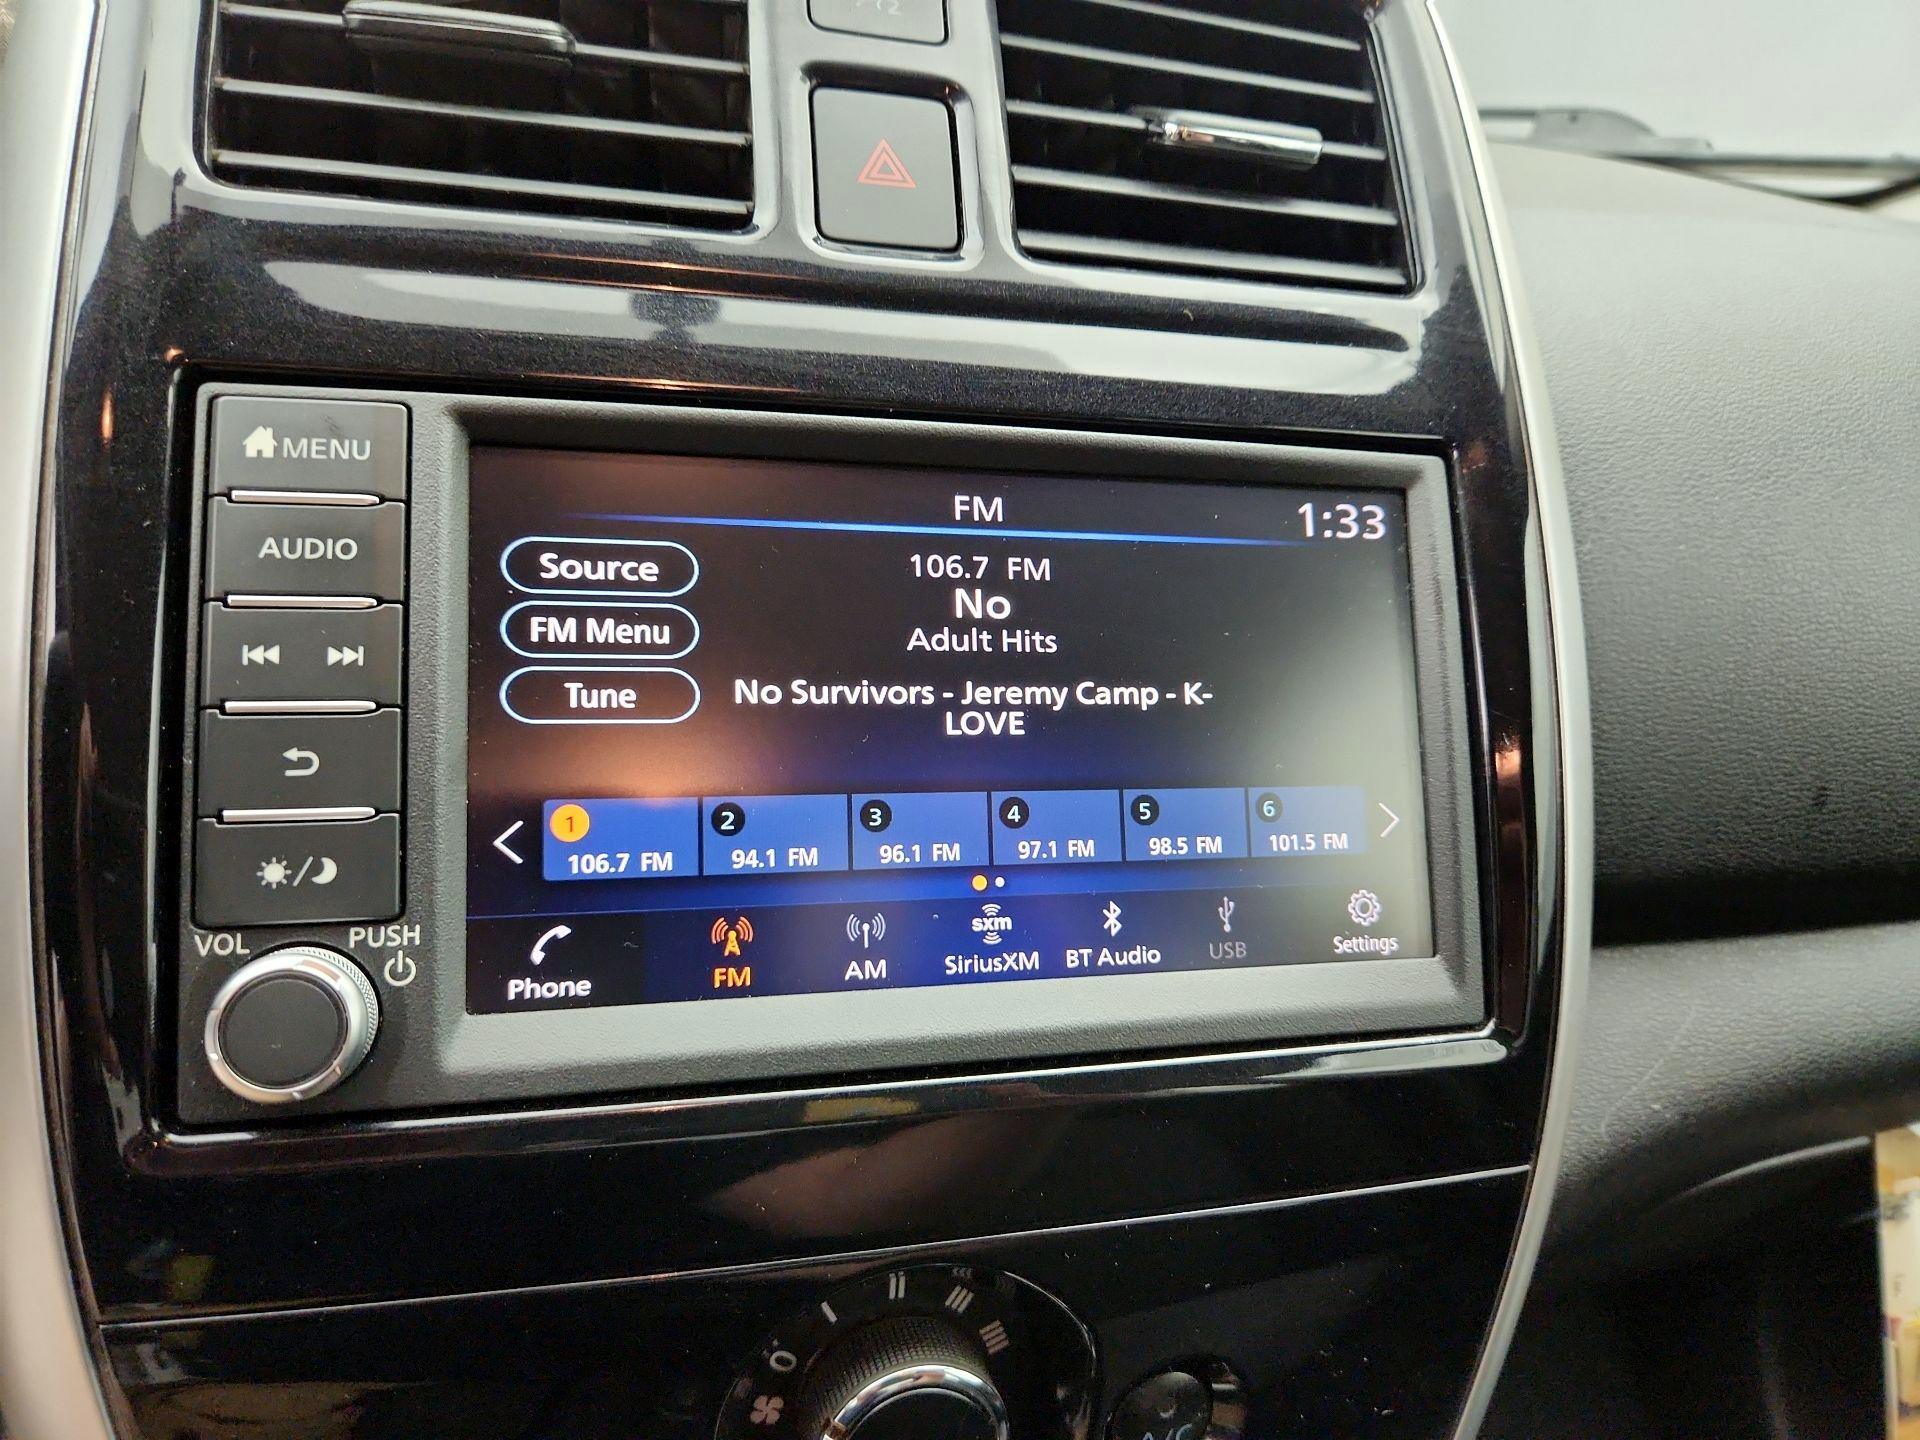 MENU
AUDIO
VOL
PUSH
FM
1:33
Source
106.7 FM
No
FM Menu
Adult Hits
Tune
No Survivors - Jeremy Camp - K-
LOVE
1
106.7 FM
2
94.1 FM
3
96.1 FM
4
97.1 FM
5
98.5 FM
6
101.5 FM
Phone
FM
AM
sxm
SiriusXM
BT Audio
USB
Settings
0
A/C